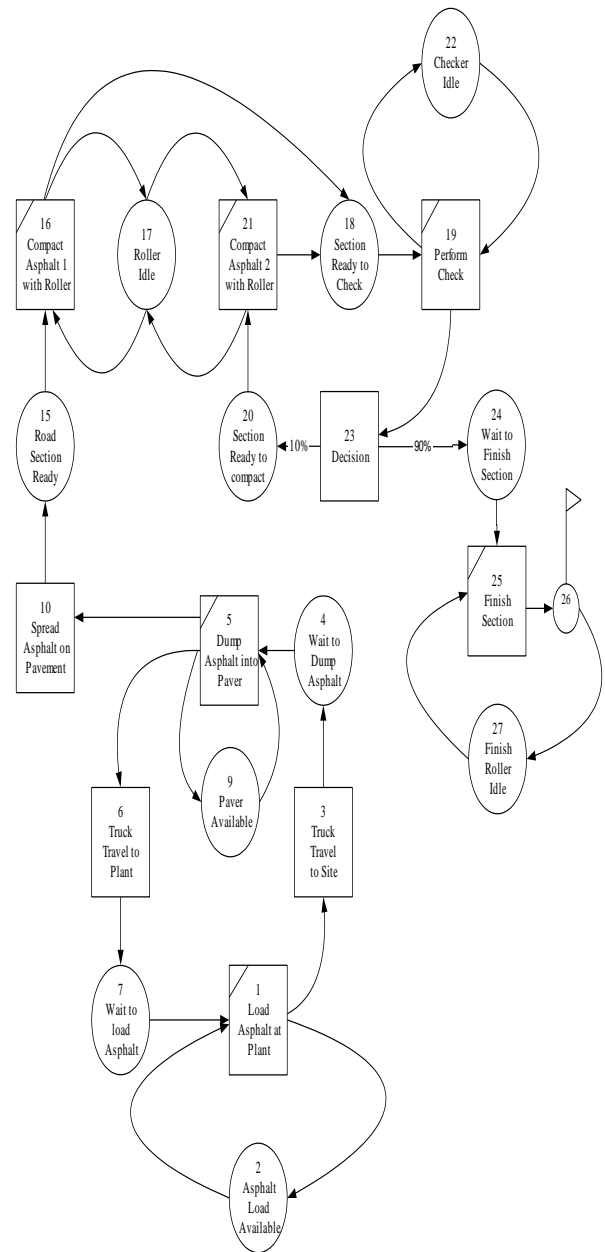 22
Checker
Idle
16
Compact
Asphalt 1
with Roller
17
Roller
Idle
21
Compact
Asphalt 2
with Roller
18
Section
Ready to
Check
19
Perform
Check
15
Road
Section
Ready
20
Section
Ready to
compact
10%
23
Decision
90%
24
Wait to
Finish
Section
10
Spread
Asphalt on
Pavement
5
Dump
Asphalt into
Paver
4
Wait to
Dump
Asphalt
25
Finish
Section
26
6
Truck
Travel to
Plant
9
Paver
Available
3
Truck
Travel
to Site
27
Finish
Roller
Idle
7
Wait to
load
Asphalt
1
Load
Asphalt at
Plant
2
Asphalt
Load
Available